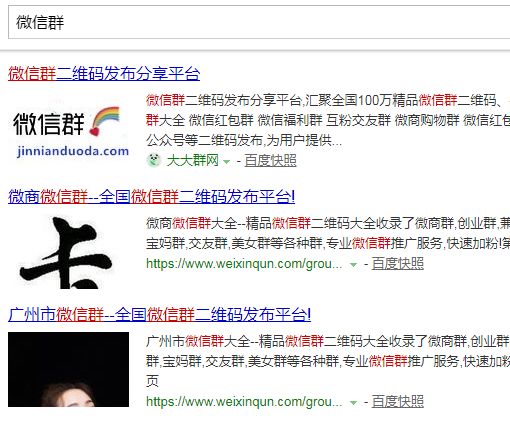 微信群
微信群二维码发布分享平台
微信群
jinnianduoda.com
微信群二维码发布分享平台,汇聚全国100万精品微信群二维码、
群大全 微信红包群 微信福利群 互粉交友群 微商购物群 微信红包
公众号等二维码发布,为用户提供...
大大群网 - 百度快照
微商微信群--全国微信群二维码发布平台!
微商微信群大全--精品微信群二维码大全收录了微商群,创业群,兼
宝妈群,交友群,美女群等各种群,专业微信群推广服务,快速加粉!第
https://www.weixinqun.com/grou... - 百度快照
广州市微信群--全国微信群二维码发布平台!
广州市微信群大全--精品微信群二维码大全收录了微商群,创业群
群,宝妈群,交友群,美女群等各种群,专业微信群推广服务,快速加粉
页
https://www.weixinqun.com/grou... - 百度快照